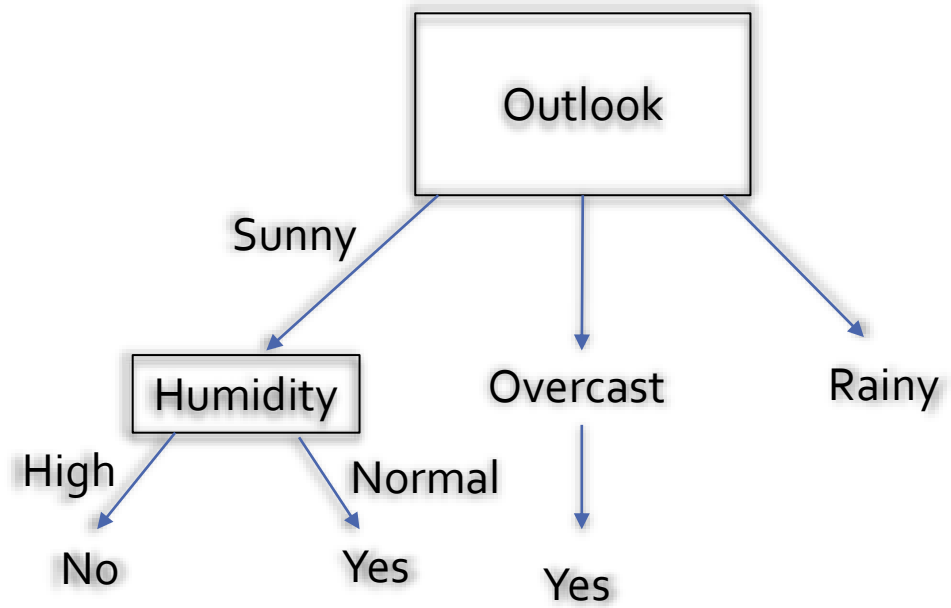 Outlook
Sunny
Humidity
Overcast
Rainy
High
Normal
No
Yes
Yes